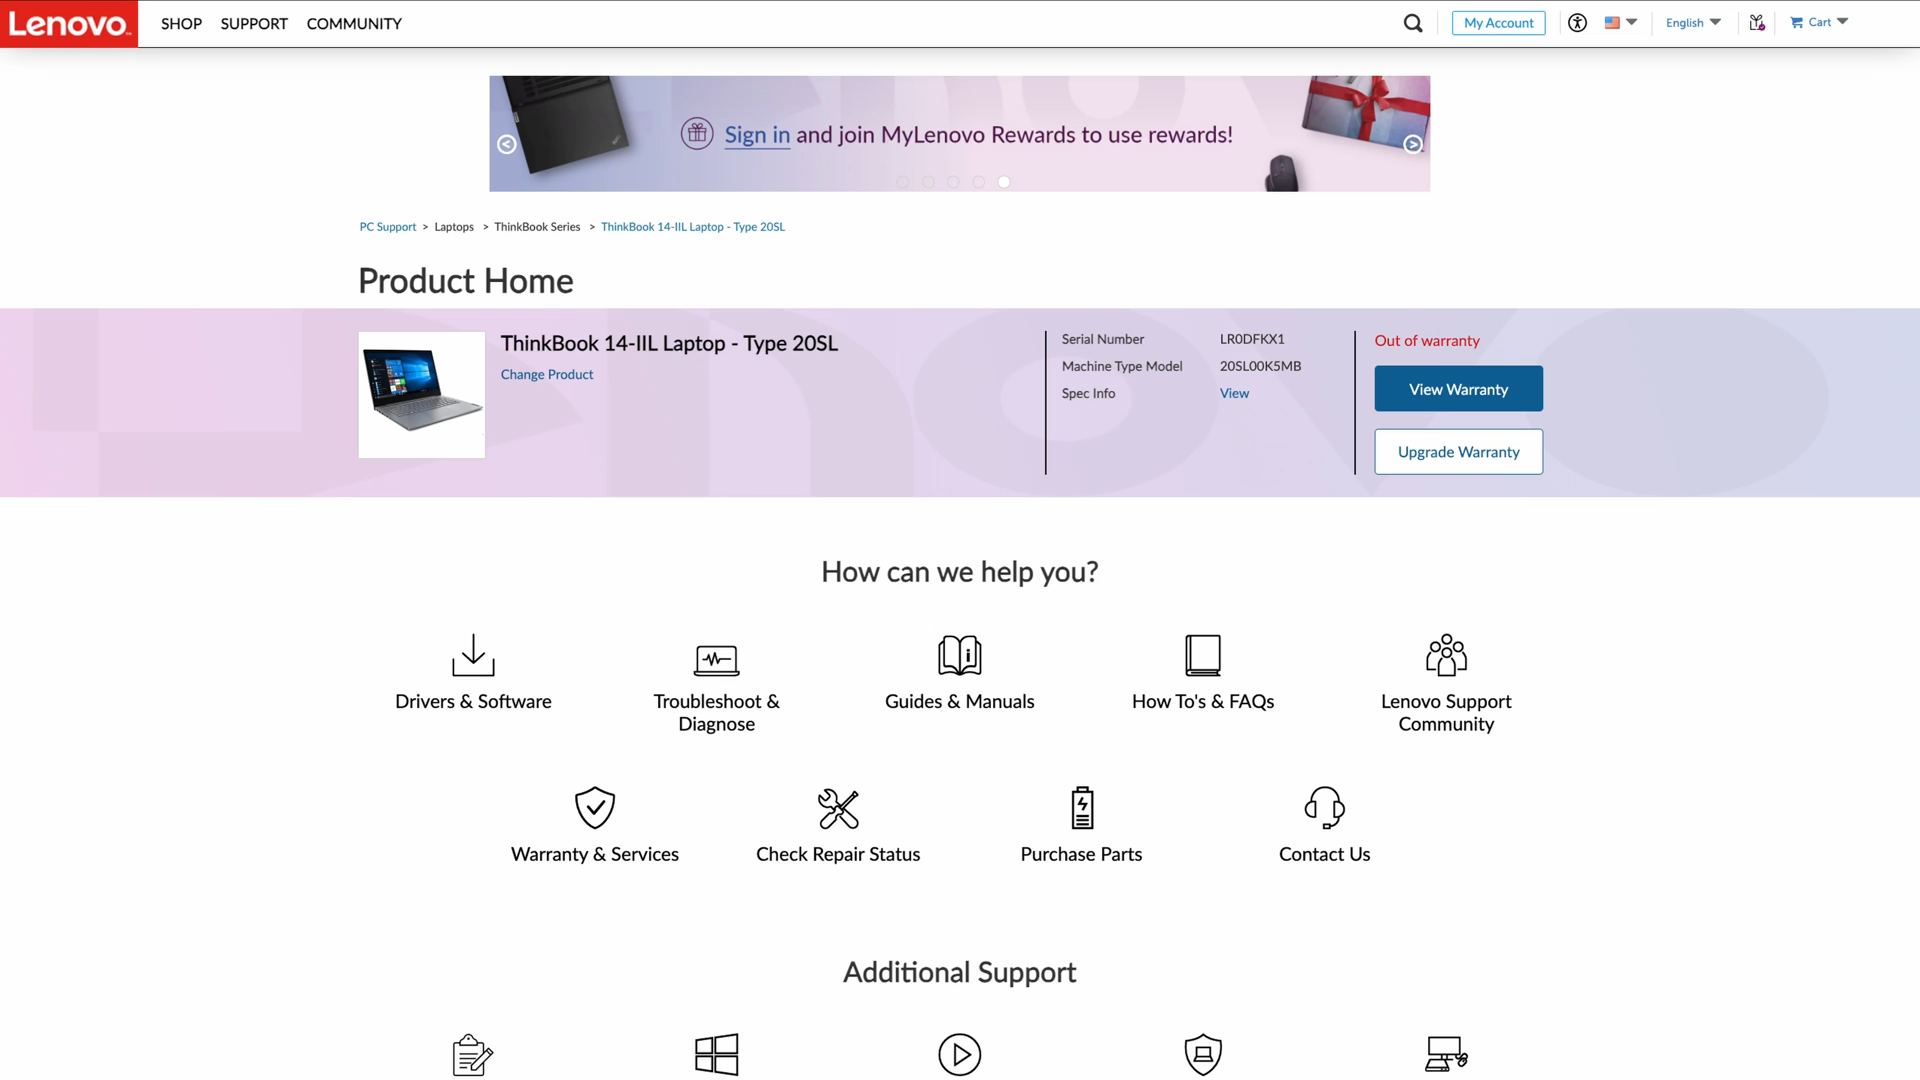 Lenovo
SHOP SUPPORT COMMUNITY
My Account
English
Cart
Sign in and join MyLenovo Rewards to use rewards!
PC Support > Laptops > ThinkBook Series > ThinkBook 14-IIL Laptop - Type 20SL
Product Home
ThinkBook 14-IIL Laptop - Type 20SL
Change Product
Serial Number LR0DFKX1
Machine Type Model 20SL00K5MB
Spec Info View
Out of warranty
View Warranty
Upgrade Warranty
How can we help you?
Drivers & Software
Troubleshoot &
Diagnose
Guides & Manuals
How To's & FAQs
Lenovo Support
Community
Warranty & Services
Check Repair Status
Purchase Parts
Contact Us
Additional Support